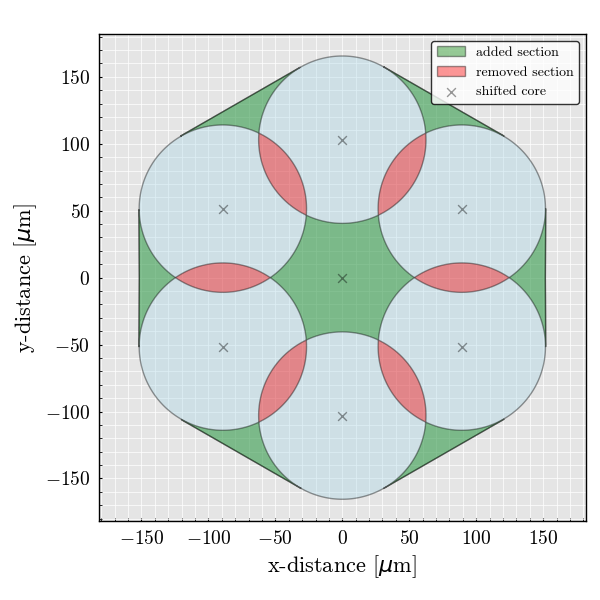 added section
removed section
shifted core
150
100
50
0
−50
−100
−150
y-distance [μm]
−150 −100 −50 0 50 100 150
x-distance [μm]